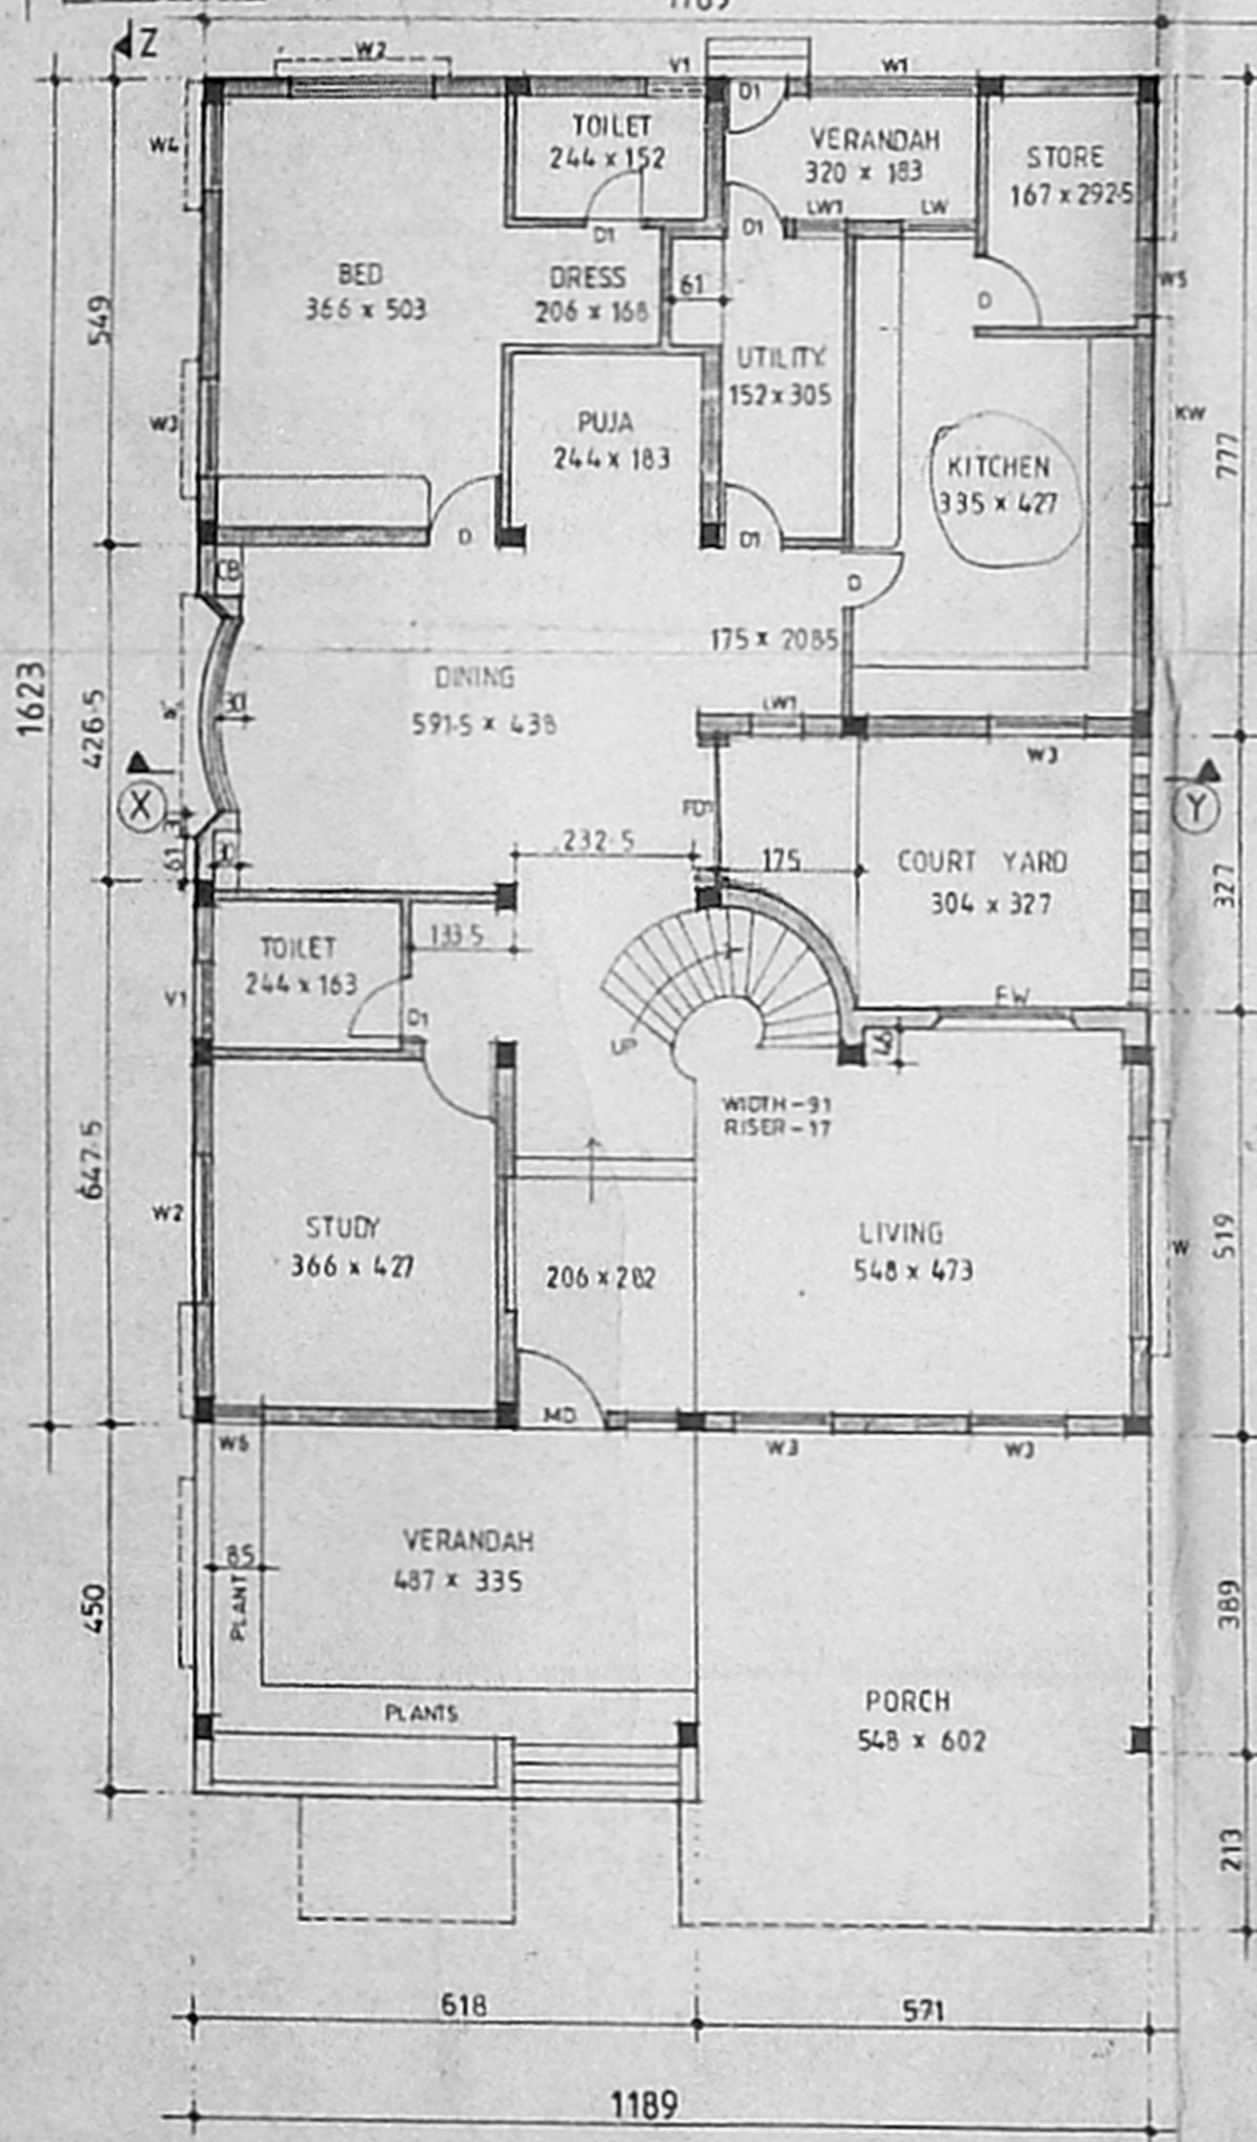 Z
W2
V1
W1
D1
W4
TOILET
244 x 152
VERANDAH
320 x 183
STORE
167 x 292·5
LW1
LW
D1
D1
BED
366 x 503
DRESS
206 x 168
61
D
W5
549
UTILITY
152 x 305
W3
PUJA
244 x 183
KW
777
KITCHEN
335 x 427
D
D1
CB
D
175 x 208·5
1623
DINING
591·5 x 438
426·5
30
LW1
W3
X
FD1
Y
61
30
232·5
175
COURT YARD
304 x 327
327
TOILET
244 x 163
133·5
V1
D1
FW
UP
46
WIDTH - 91
RISER - 17
647·5
W2
STUDY
366 x 427
206 x 282
LIVING
548 x 473
W
519
MD
W6
W3
W3
VERANDAH
487 x 335
85
PLANT
450
389
PLANTS
PORCH
548 x 602
213
618
571
1189